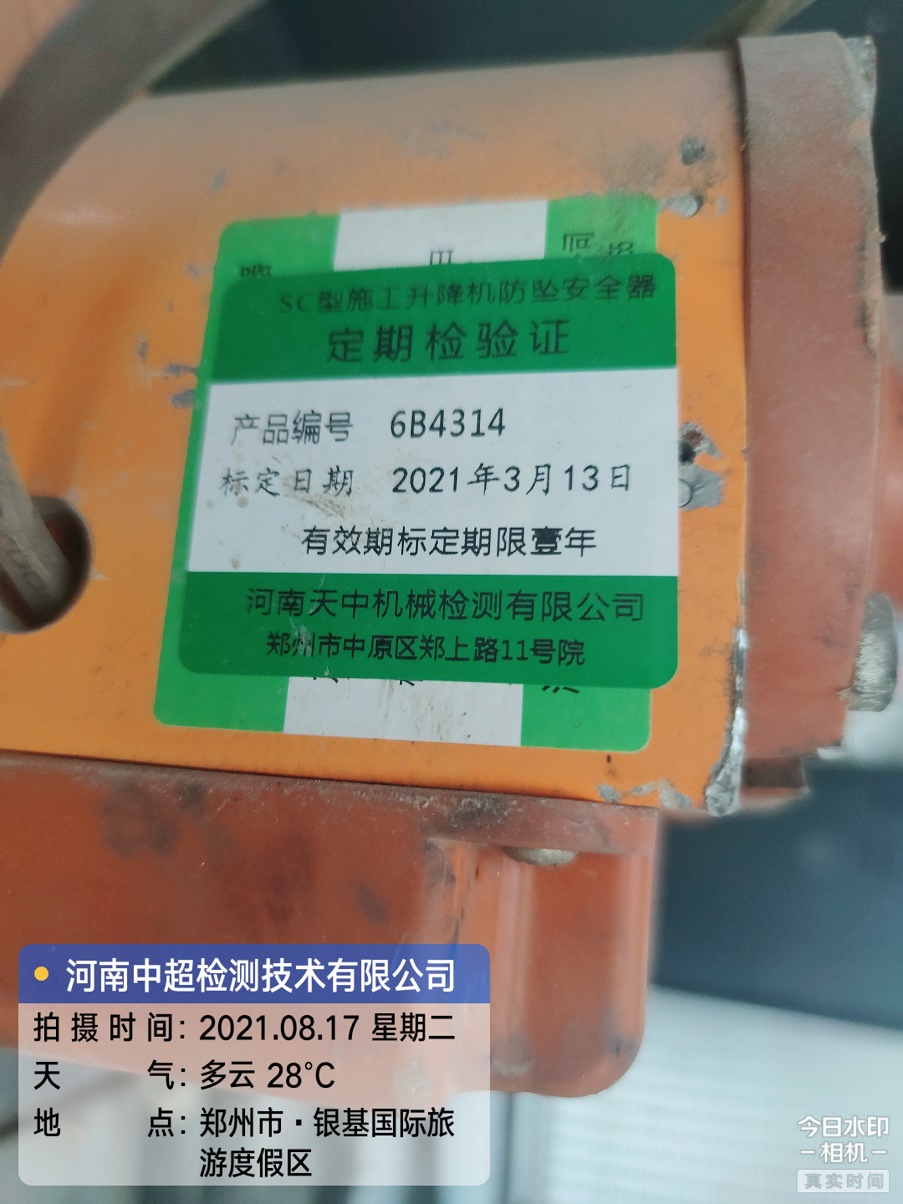 SC型施工升降机防坠安全器
定期检验证
产品编号 6B4314
标定日期 2021年3月13日
有效期标定期限壹年
河南天中机械检测有限公司
郑州市中原区郑上路11号院
河南中超检测技术有限公司
拍摄时间: 2021.08.17 星期二
天气: 多云 28℃
地点: 郑州市·银基国际旅
游度假区
今日水印
-相机-
真实时间